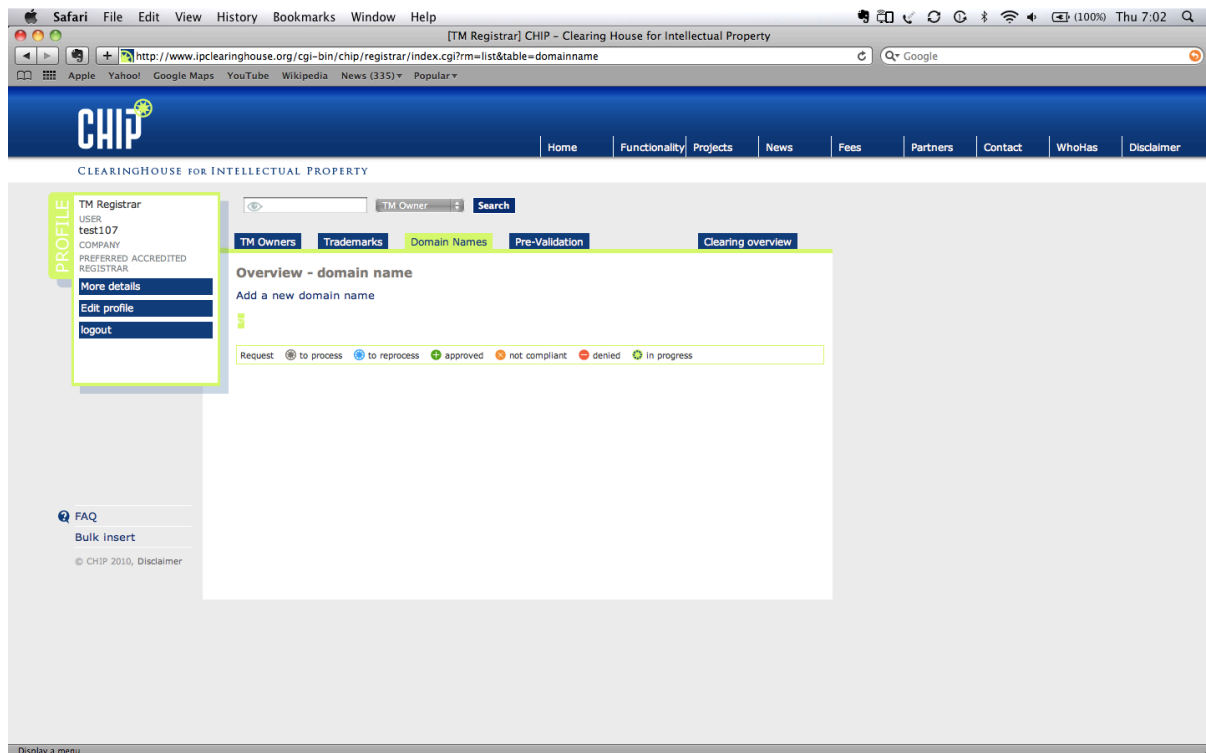 Safari File Edit View History Bookmarks Window Help (100%) Thu 7:02
[TM Registrar] CHIP – Clearing House for Intellectual Property
http://www.ipclearinghouse.org/cgi-bin/chip/registrar/index.cgi?rm=list&table=domainname Google
Apple Yahoo! Google Maps YouTube Wikipedia News (335) Popular
CHIP
Home Functionality Projects News Fees Partners Contact WhoHas Disclaimer
CLEARINGHOUSE FOR INTELLECTUAL PROPERTY
PROFILE
TM Registrar
USER
test107
COMPANY
PREFERRED ACCREDITED
REGISTRAR
More details
Edit profile
logout
TM Owner Search
TM Owners Trademarks Domain Names Pre-Validation Clearing overview
Overview - domain name
Add a new domain name
Request to process to reprocess approved not compliant denied in progress
FAQ
Bulk insert
© CHIP 2010, Disclaimer
Display a menu